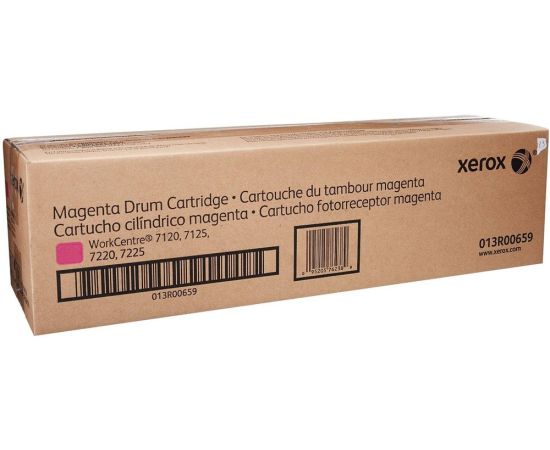 xerox
Magenta Drum Cartridge • Cartouche du tambour magenta
Cartucho cilíndrico magenta • Cartucho fotorreceptor magenta
WorkCentre® 7120, 7125,
7220, 7225
013R00659
013R00659
www.xerox.com